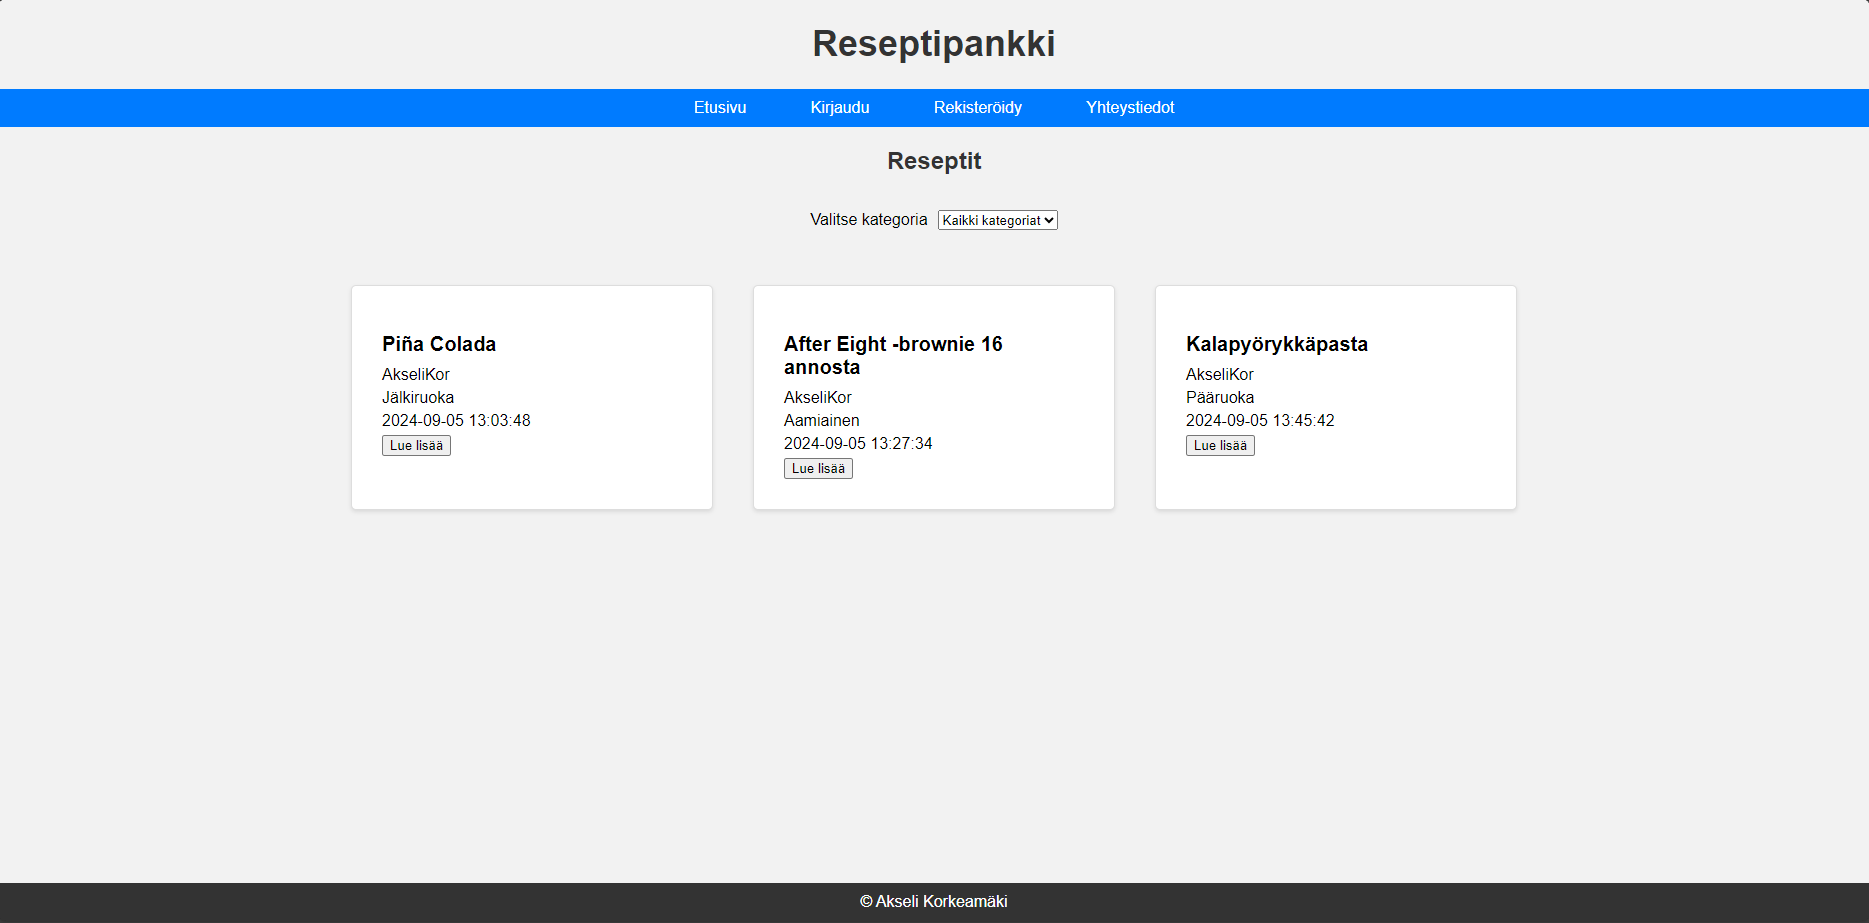 Reseptipankki
Etusivu Kirjaudu Rekisteröidy Yhteystiedot
Reseptit
Valitse kategoria Kaikki kategoriat
Piña Colada
AkseliKor
Jälkiruoka
2024-09-05 13:03:48
Lue lisää
After Eight -brownie 16
annosta
AkseliKor
Aamiainen
2024-09-05 13:27:34
Lue lisää
Kalapyörykkäpasta
AkseliKor
Pääruoka
2024-09-05 13:45:42
Lue lisää
© Akseli Korkeamäki